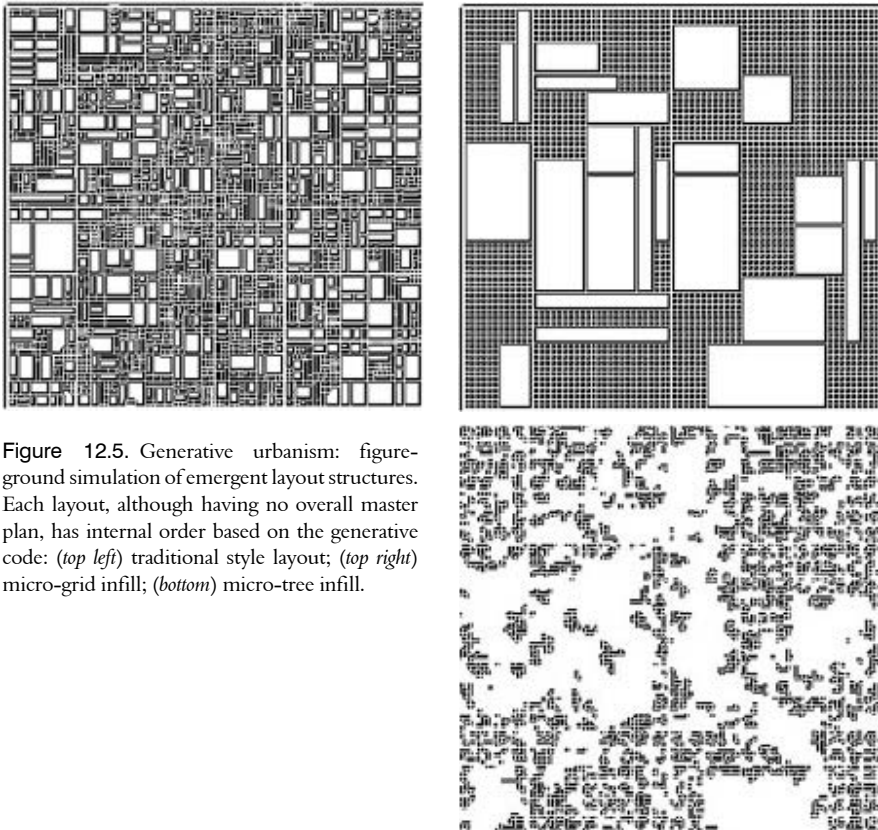 Figure 12.5. Generative urbanism: figure-
ground simulation of emergent layout structures.
Each layout, although having no overall master
plan, has internal order based on the generative
code: (top left) traditional style layout; (top right)
micro-grid infill; (bottom) micro-tree infill.